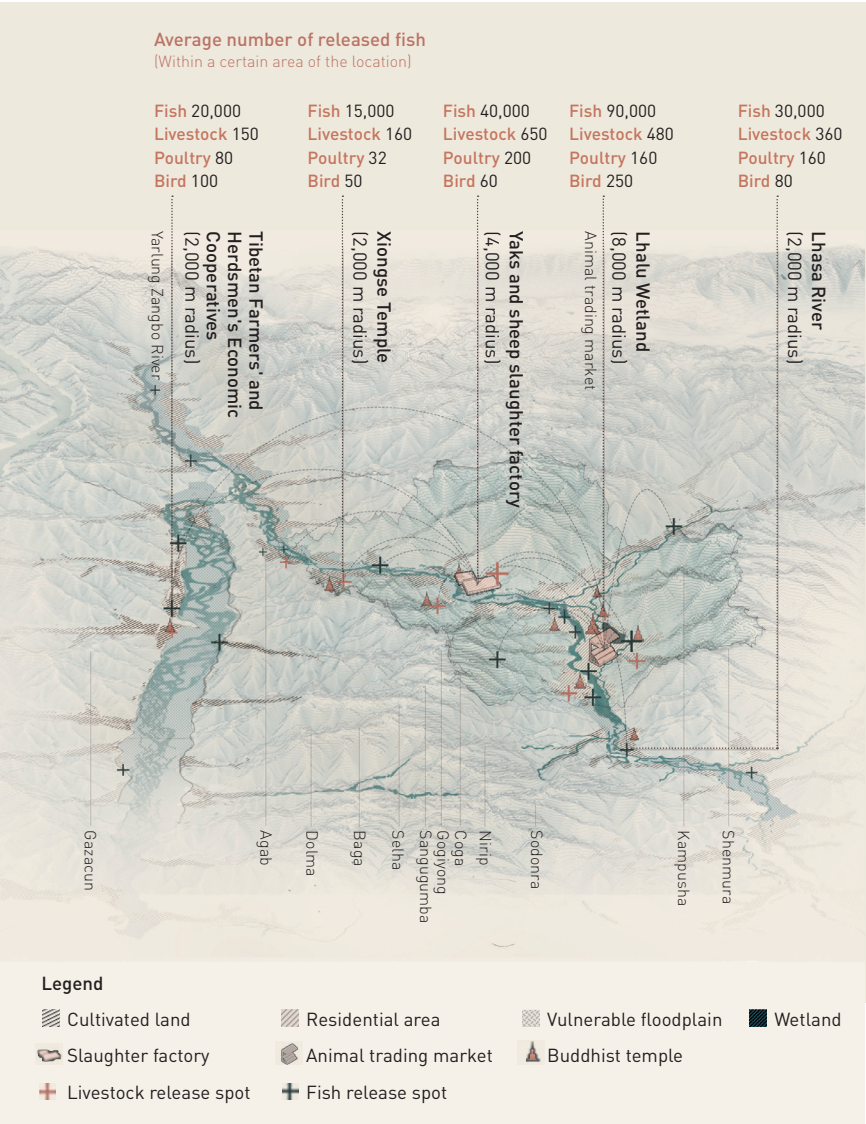 Average number of released fish
(Within a certain area of the location)
Fish 20,000
Livestock 150
Poultry 80
Bird 100
Fish 15,000
Livestock 160
Poultry 32
Bird 50
Fish 40,000
Livestock 650
Poultry 200
Bird 60
Fish 90,000
Livestock 480
Poultry 160
Bird 250
Fish 30,000
Livestock 360
Poultry 160
Bird 80
Yarlung Zangbo River
Tibetan Farmers' and
Herdsmen's Economic
Cooperatives
(2,000 m radius)
Xiongse Temple
(2,000 m radius)
Yaks and sheep slaughter factory
(4,000 m radius)
Animal trading market
Lhalu Wetland
(8,000 m radius)
Lhasa River
(2,000 m radius)
Gazacun
Agab
Dolma
Baga
Selha
Sangugumba
Gogiyong
Coga
Nirip
Sodonra
Kampusha
Shenmura
Legend
Cultivated land
Residential area
Vulnerable floodplain
Wetland
Slaughter factory
Animal trading market
Buddhist temple
Livestock release spot
Fish release spot